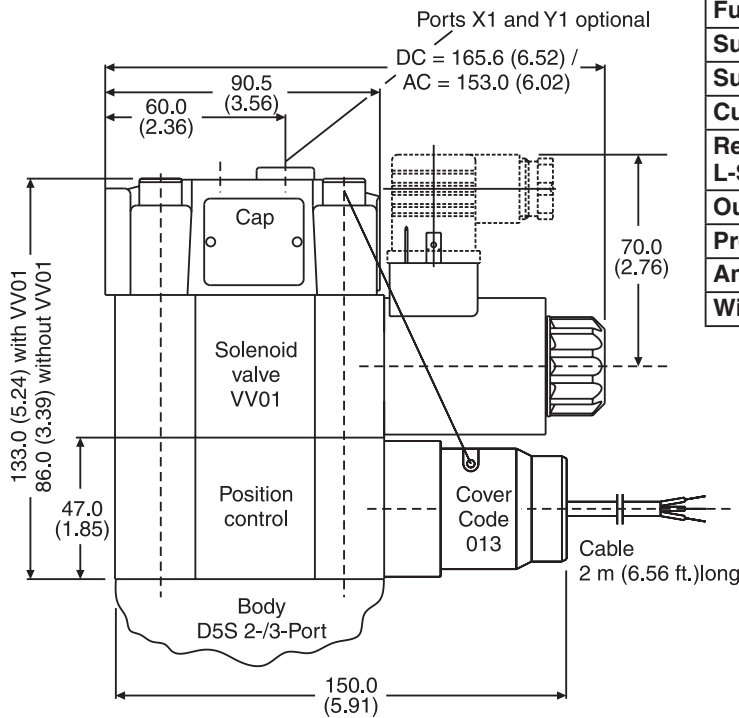 Ports X1 and Y1 optional
DC = 165.6 (6.52) /
AC = 153.0 (6.02)
90.5
(3.56)
60.0
(2.36)
Cap
70.0
(2.76)
133.0 (5.24) with VV01
86.0 (3.39) without VV01
Solenoid
valve
VV01
47.0
(1.85)
Position
control
Cover
Code
013
Cable
2 m (6.56 ft.)long
Body
D5S 2-/3-Port
150.0
(5.91)
Fu
Su
Su
Cu
Re
L-S
Ou
Pr
An
Wi